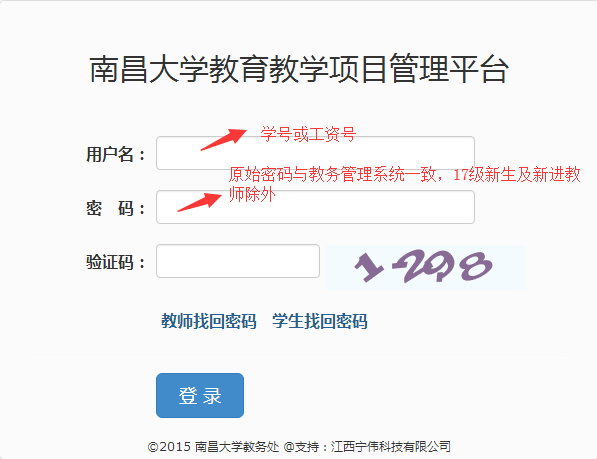 南昌大学教育教学项目管理平台
学号或工资号
用户名：
原始密码与教务管理系统一致，17级新生及新进教
师除外
密 码：
验证码：
1298
教师找回密码 学生找回密码
登 录
©2015 南昌大学教务处 @支持：江西宁伟科技有限公司